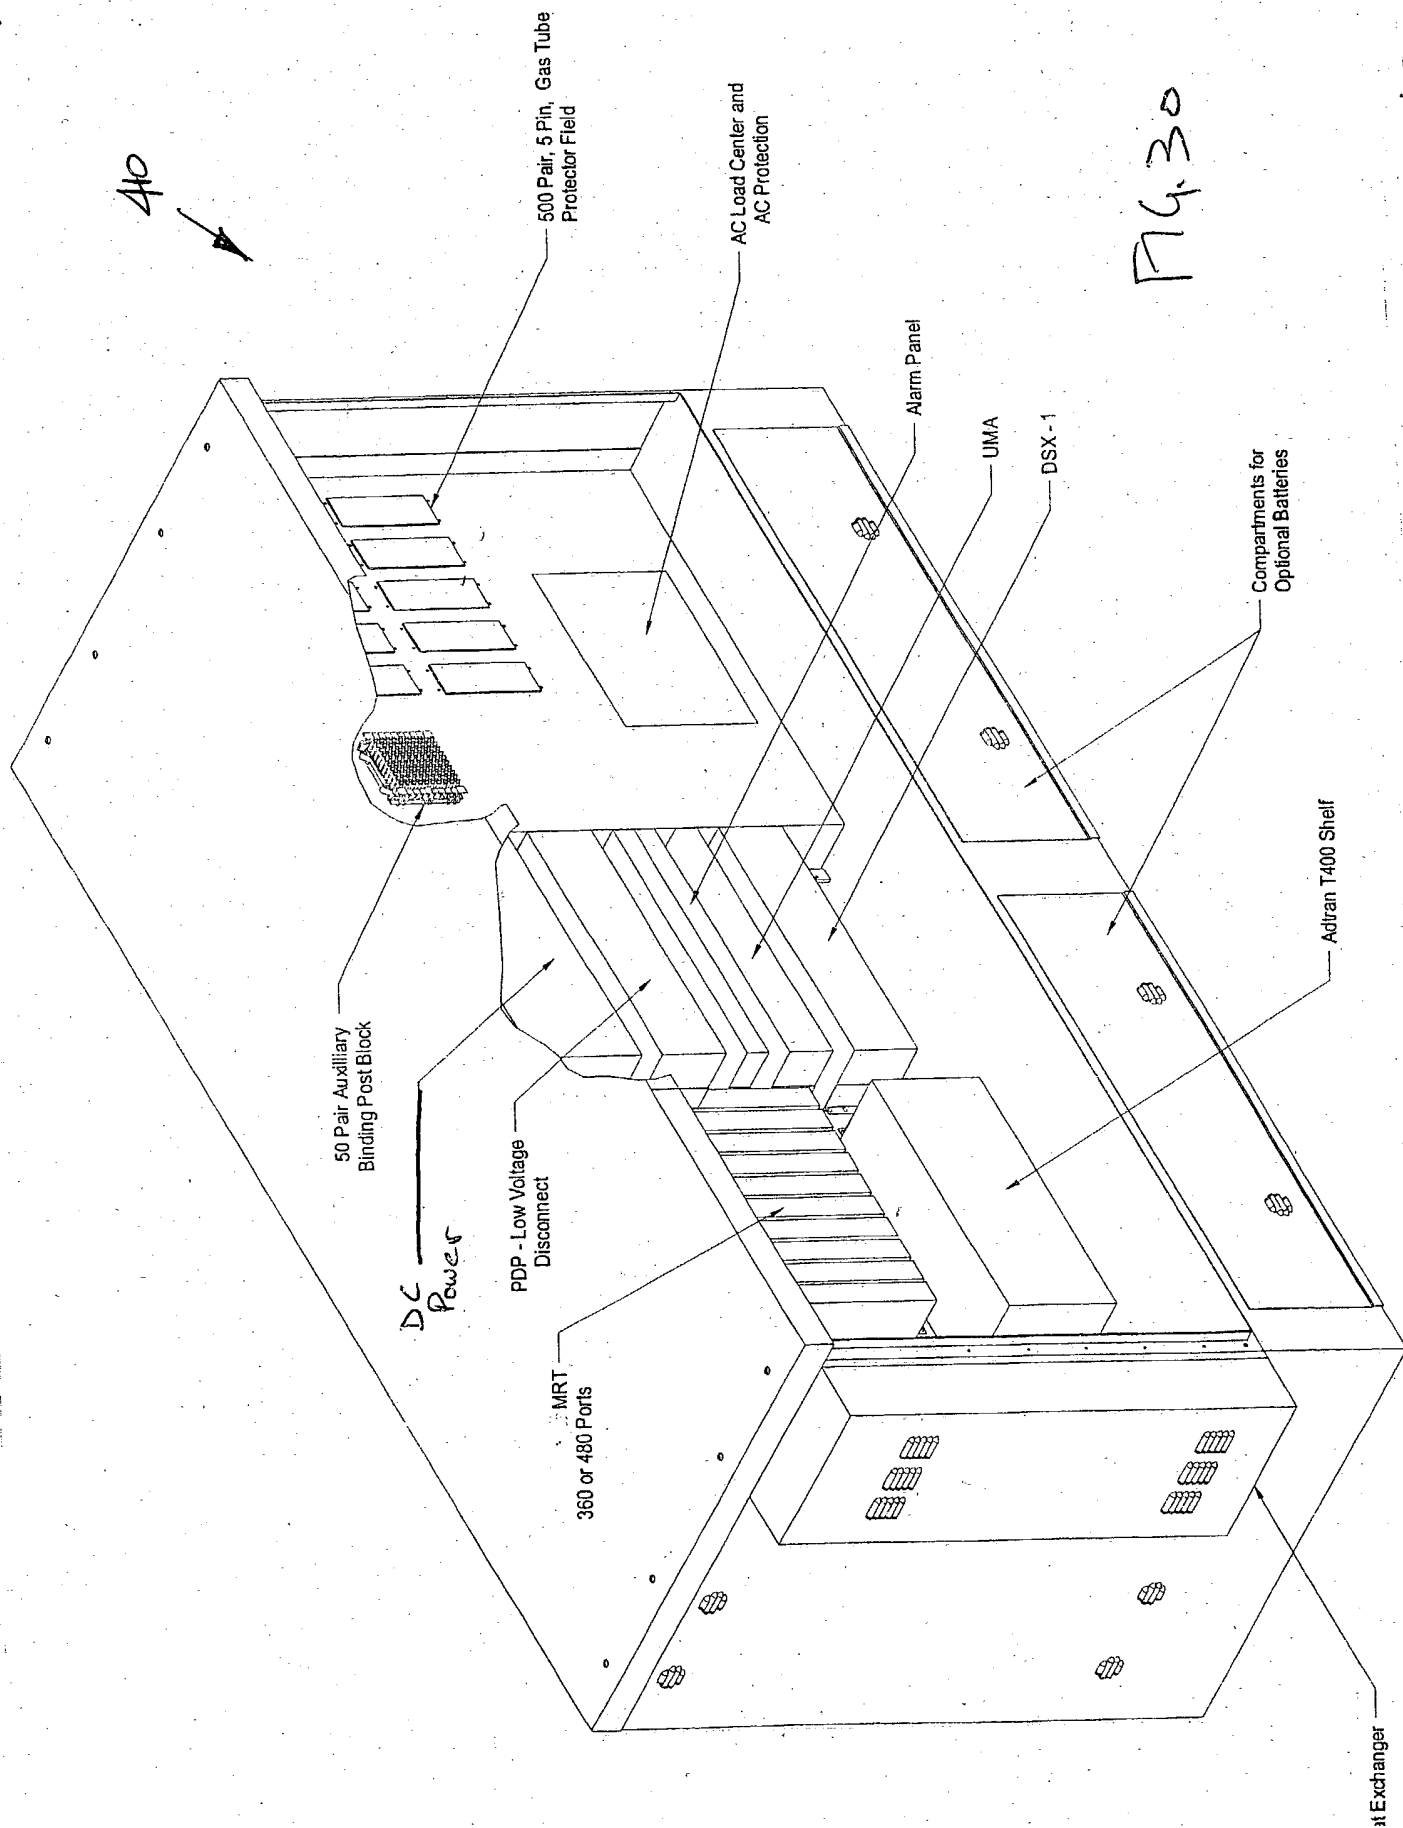 410
500 Pair, 5 Pin, Gas Tube
Protector Field
AC Load Center and
AC Protection
FIG. 30
Alarm Panel
UMA
DSX - 1
Compartments for
Optional Batteries
50 Pair Auxilliary
Binding Post Block
DC
Power
PDP - Low Voltage
Disconnect
MRT
360 or 480 Ports
Adtran T400 Shelf
at Exchanger